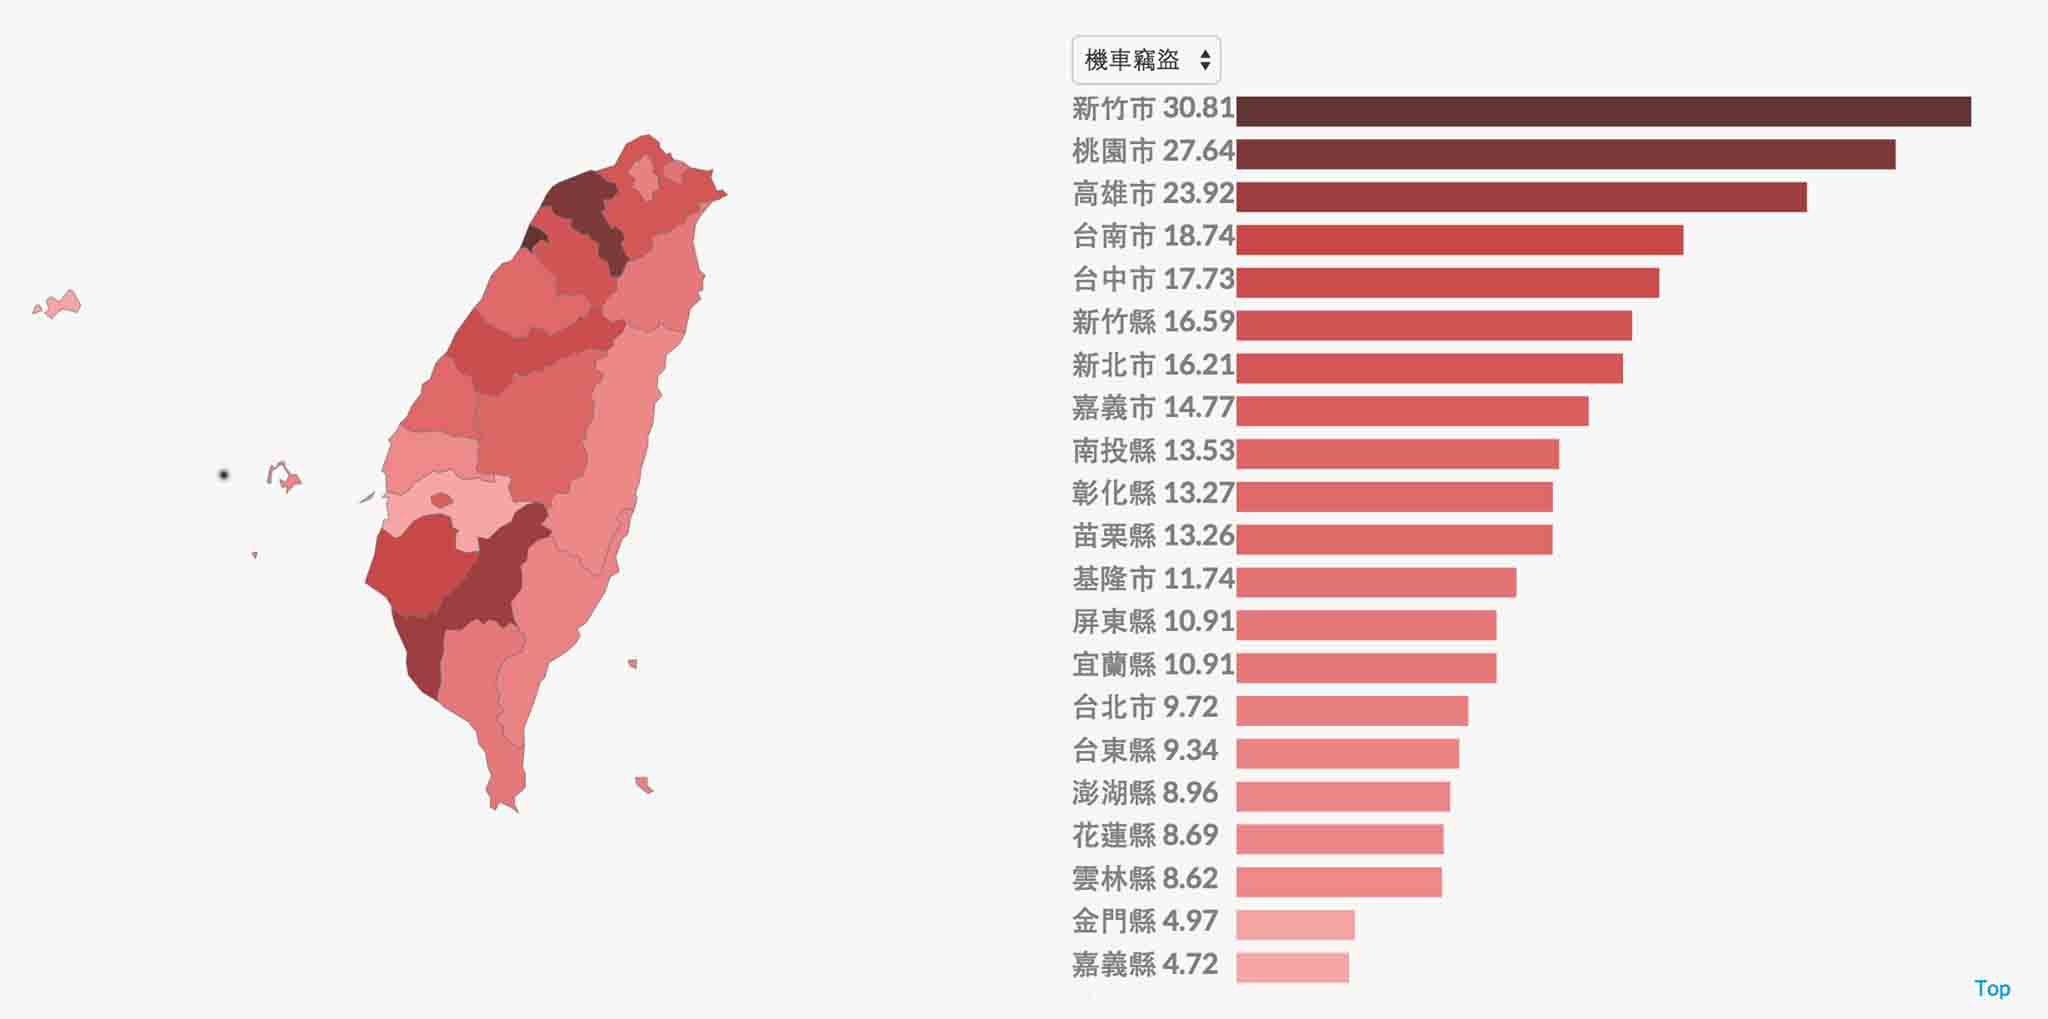 機車竊盜
新竹市 30.81
桃園市 27.64
高雄市 23.92
台南市 18.74
台中市 17.73
新竹縣 16.59
新北市 16.21
嘉義市 14.77
南投縣 13.53
彰化縣 13.27
苗栗縣 13.26
基隆市 11.74
屏東縣 10.91
宜蘭縣 10.91
台北市 9.72
台東縣 9.34
澎湖縣 8.96
花蓮縣 8.69
雲林縣 8.62
金門縣 4.97
嘉義縣 4.72
Top